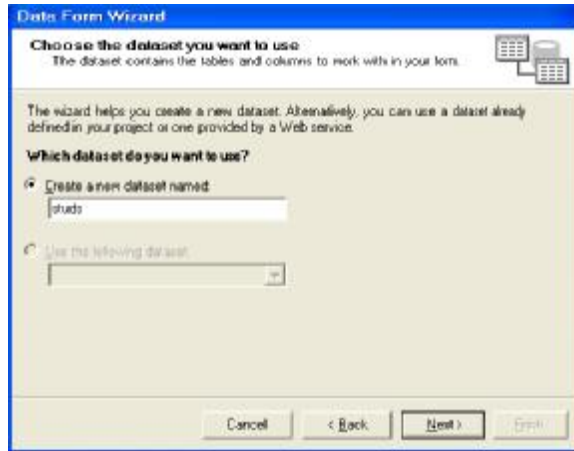 Data Form Wizard
Choose the dataset you want to use
The dataset contains the tables and columns to work with in your form.
The wizard helps you create a new dataset. Alternatively, you can use a dataset already
defined in your project or one provided by a Web service.
Which dataset do you want to use?
Create a new dataset named:
studs
Use the following dataset:
Cancel
< Back
Next >
Finish